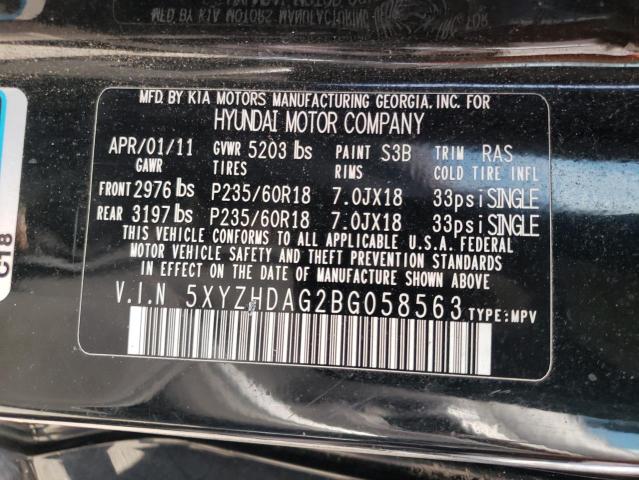 MFD. BY KIA MOTORS MANUFACTURING GEORGIA. INC. FOR
HYUNDAI MOTOR COMPANY
APR/01/11 GVWR 5203 lbs PAINT S3B TRIM RAS
GAWR TIRES RIMS COLD TIRE INFL
FRONT 2976 lbs P235/60R18 7.0JX18 33psi SINGLE
REAR 3197 lbs P235/60R18 7.0JX18 33psi SINGLE
THIS VEHICLE CONFORMS TO ALL APPLICABLE U.S.A. FEDERAL
MOTOR VEHICLE SAFETY, BUMPER, AND THEFT PREVENTION
STANDARDS IN EFFECT ON THE DATE OF MANUFACTURE SHOWN ABOVE.
V.I.N 5XYZHDAG2BG058563 TYPE:MPV
C18